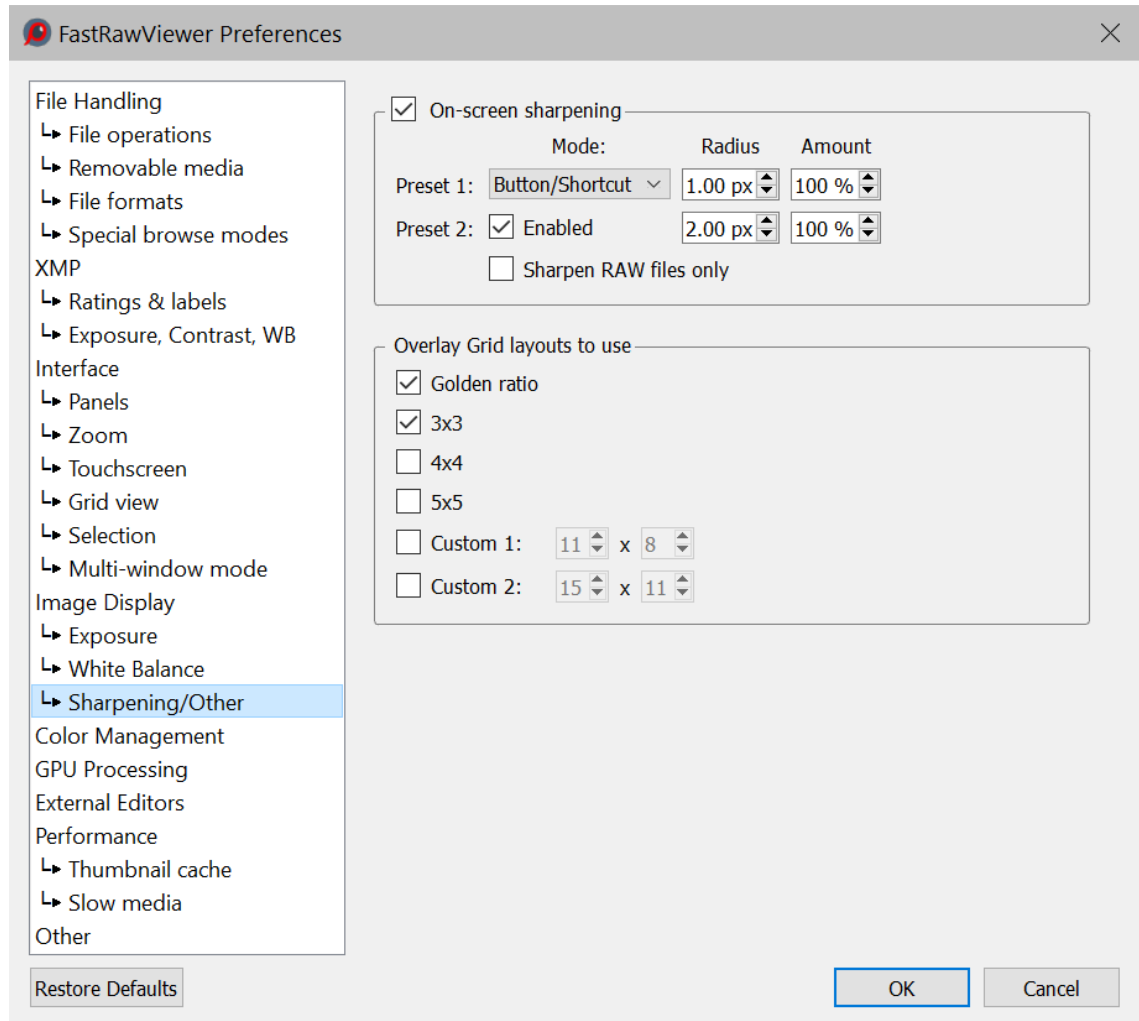 FastRawViewer Preferences
File Handling
File operations
Removable media
File formats
Special browse modes
XMP
Ratings & labels
Exposure, Contrast, WB
Interface
Panels
Zoom
Touchscreen
Grid view
Selection
Multi-window mode
Image Display
Exposure
White Balance
Sharpening/Other
Color Management
GPU Processing
External Editors
Performance
Thumbnail cache
Slow media
Other
On-screen sharpening
Mode: Radius Amount
Preset 1: Button/Shortcut 1.00 px 100 %
Preset 2: Enabled 2.00 px 100 %
Sharpen RAW files only
Overlay Grid layouts to use
Golden ratio
3x3
4x4
5x5
Custom 1: 11 x 8
Custom 2: 15 x 11
Restore Defaults OK Cancel